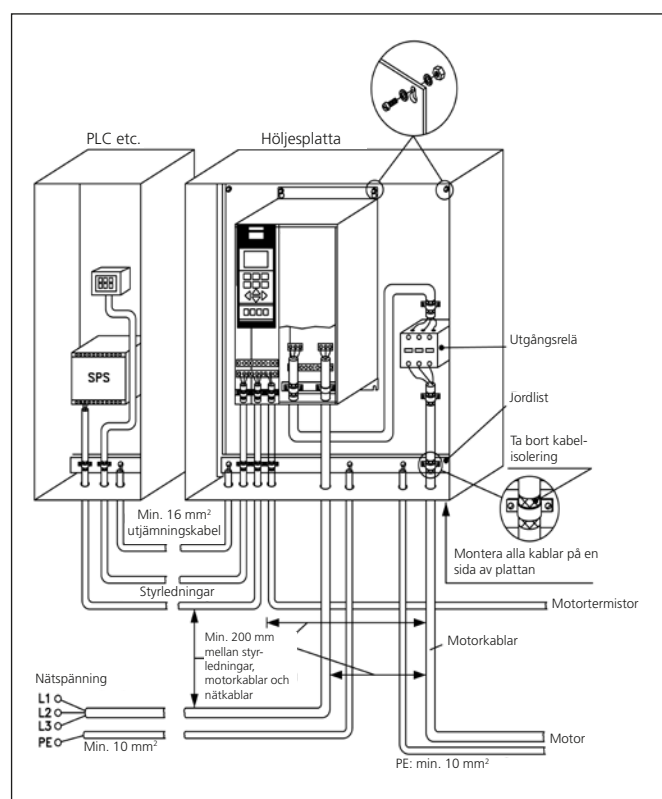 PLC etc.
Höljesplatta
SPS
Utgångsrelä
Jordlist
Ta bort kabel-
isolering
Min. 16 mm²
utjämningskabel
Montera alla kablar på en
sida av plattan
Styrledningar
Motortermistor
Min. 200 mm
mellan styr-
ledningar,
motorkablar och
nätkablar
Motorkablar
Nätspänning
L1
L2
L3
PE
Min. 10 mm²
Motor
PE: min. 10 mm²